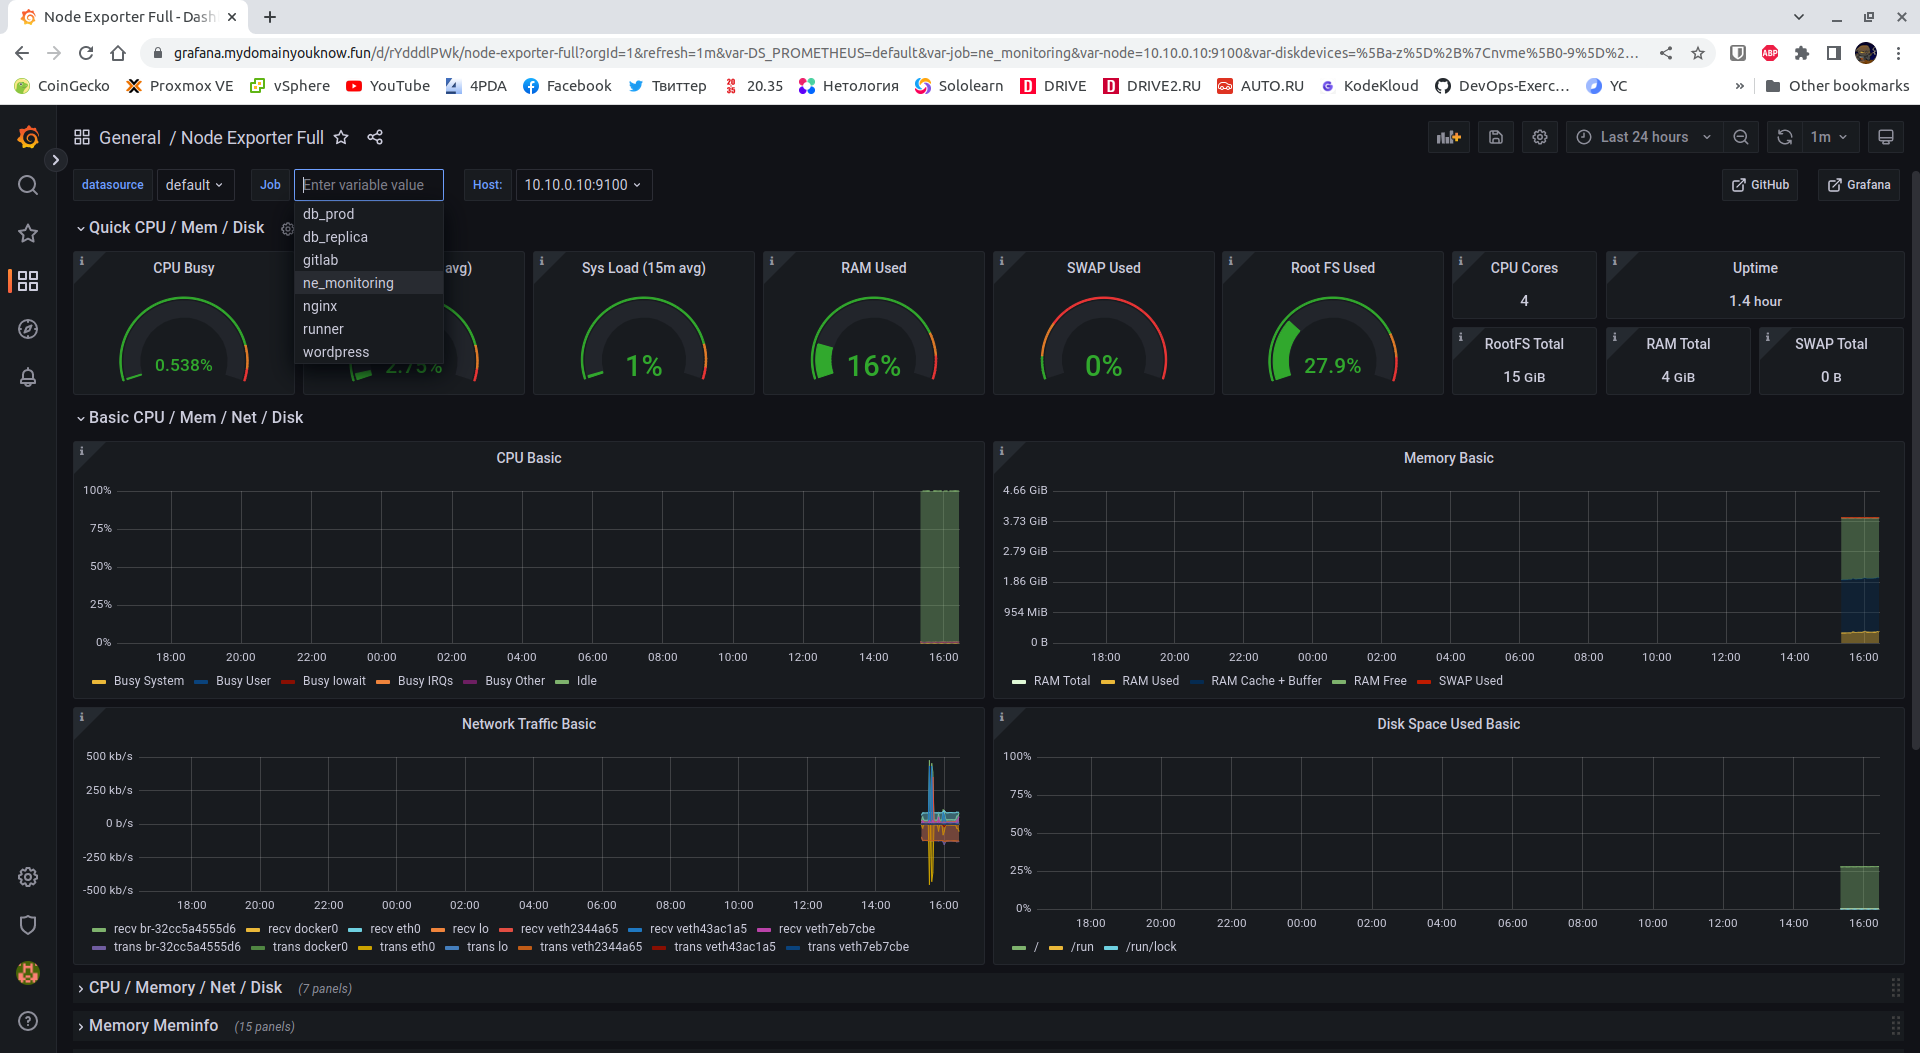 Node Exporter Full - Dash
grafana.mydomainyouknow.fun/d/rYdddlPWk/node-exporter-full?orgId=1&refresh=1m&var-DS_PROMETHEUS=default&var-job=ne_monitoring&var-node=10.10.0.10:9100&var-diskdevices=%5Ba-z%5D%2B%7Cnvme%5B0-9%5D%2...
ABP
CoinGecko Proxmox VE vSphere YouTube 4PDA Facebook Твиттер 20.35 Нетология Sololearn DRIVE DRIVE2.RU AUTO.RU KodeKloud DevOps-Exerc... YC » Other bookmarks
General / Node Exporter Full
Last 24 hours 1m
datasource default Job Enter variable value Host: 10.10.0.10:9100 GitHub Grafana
db_prod
db_replica
gitlab
ne_monitoring
nginx
runner
wordpress
Quick CPU / Mem / Disk
CPU Busy avg) Sys Load (15m avg) RAM Used SWAP Used Root FS Used CPU Cores Uptime
4 1.4 hour
0.538% 2.75% 1% 16% 0% 27.9%
RootFS Total RAM Total SWAP Total
15 GiB 4 GiB 0 B
Basic CPU / Mem / Net / Disk
CPU Basic
100%
75%
50%
25%
0%
18:00 20:00 22:00 00:00 02:00 04:00 06:00 08:00 10:00 12:00 14:00 16:00
Busy System Busy User Busy Iowait Busy IRQs Busy Other Idle
Memory Basic
4.66 GiB
3.73 GiB
2.79 GiB
1.86 GiB
954 MiB
0 B
18:00 20:00 22:00 00:00 02:00 04:00 06:00 08:00 10:00 12:00 14:00 16:00
RAM Total RAM Used RAM Cache + Buffer RAM Free SWAP Used
Network Traffic Basic
500 kb/s
250 kb/s
0 b/s
-250 kb/s
-500 kb/s
18:00 20:00 22:00 00:00 02:00 04:00 06:00 08:00 10:00 12:00 14:00 16:00
recv br-32cc5a4555d6 recv docker0 recv eth0 recv lo recv veth2344a65 recv veth43ac1a5 recv veth7eb7cbe
trans br-32cc5a4555d6 trans docker0 trans eth0 trans lo trans veth2344a65 trans veth43ac1a5 trans veth7eb7cbe
Disk Space Used Basic
100%
75%
50%
25%
0%
18:00 20:00 22:00 00:00 02:00 04:00 06:00 08:00 10:00 12:00 14:00 16:00
/ /run /run/lock
CPU / Memory / Net / Disk (7 panels)
Memory Meminfo (15 panels)